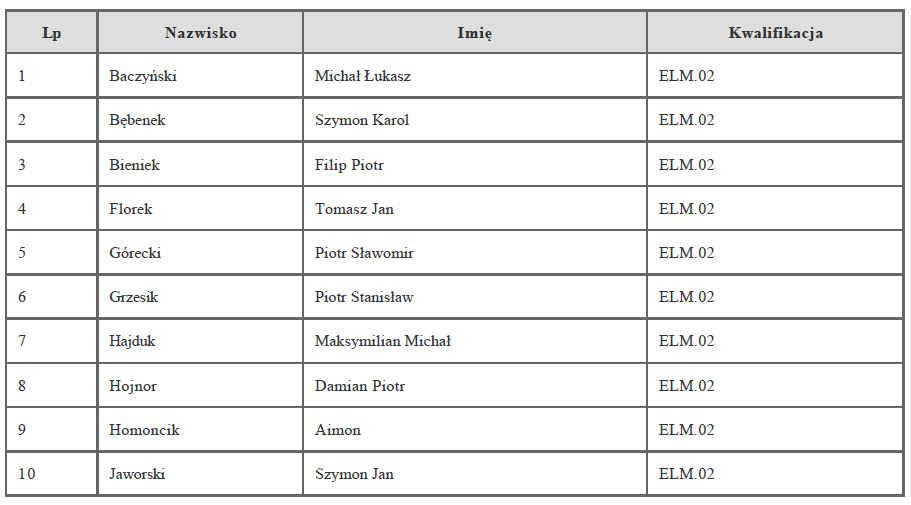 Lp Nazwisko Imię Kwalifikacja
1 Baczyński Michał Łukasz ELM.02
2 Bębenek Szymon Karol ELM.02
3 Bieniek Filip Piotr ELM.02
4 Florek Tomasz Jan ELM.02
5 Górecki Piotr Sławomir ELM.02
6 Grzesik Piotr Stanisław ELM.02
7 Hajduk Maksymilian Michał ELM.02
8 Hojnor Damian Piotr ELM.02
9 Homoncik Aimon ELM.02
10 Jaworski Szymon Jan ELM.02